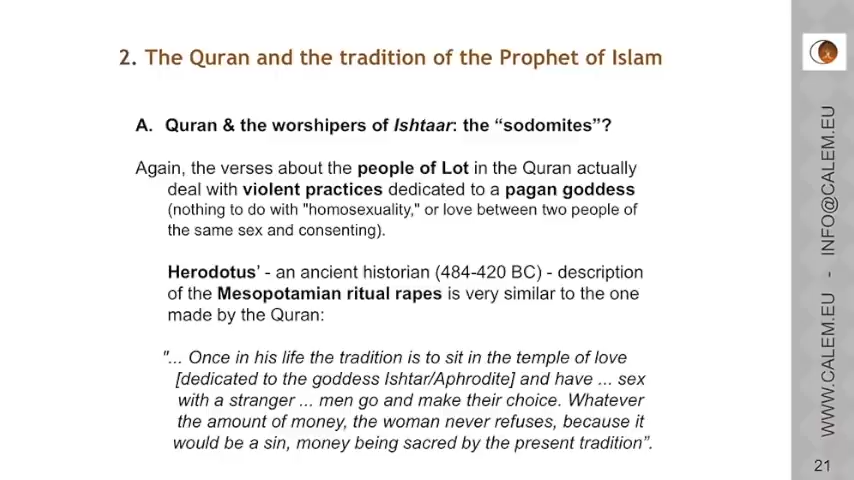 2. The Quran and the tradition of the Prophet of Islam
A. Quran & the worshipers of Ishtaar: the “sodomites”?
Again, the verses about the people of Lot in the Quran actually
deal with violent practices dedicated to a pagan goddess
(nothing to do with "homosexuality," or love between two people of
the same sex and consenting).
Herodotus’ - an ancient historian (484-420 BC) - description
of the Mesopotamian ritual rapes is very similar to the one
made by the Quran:
"... Once in his life the tradition is to sit in the temple of love
[dedicated to the goddess Ishtar/Aphrodite] and have ... sex
with a stranger ... men go and make their choice. Whatever
the amount of money, the woman never refuses, because it
would be a sin, money being sacred by the present tradition”.
WWW.CALEM.EU - INFO@CALEM.EU
21